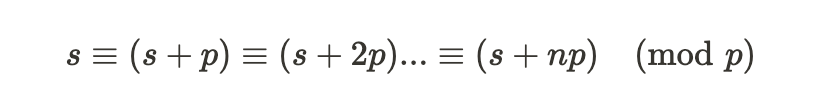 s ≡ (s + p) ≡ (s + 2p)... ≡ (s + np) (mod p)